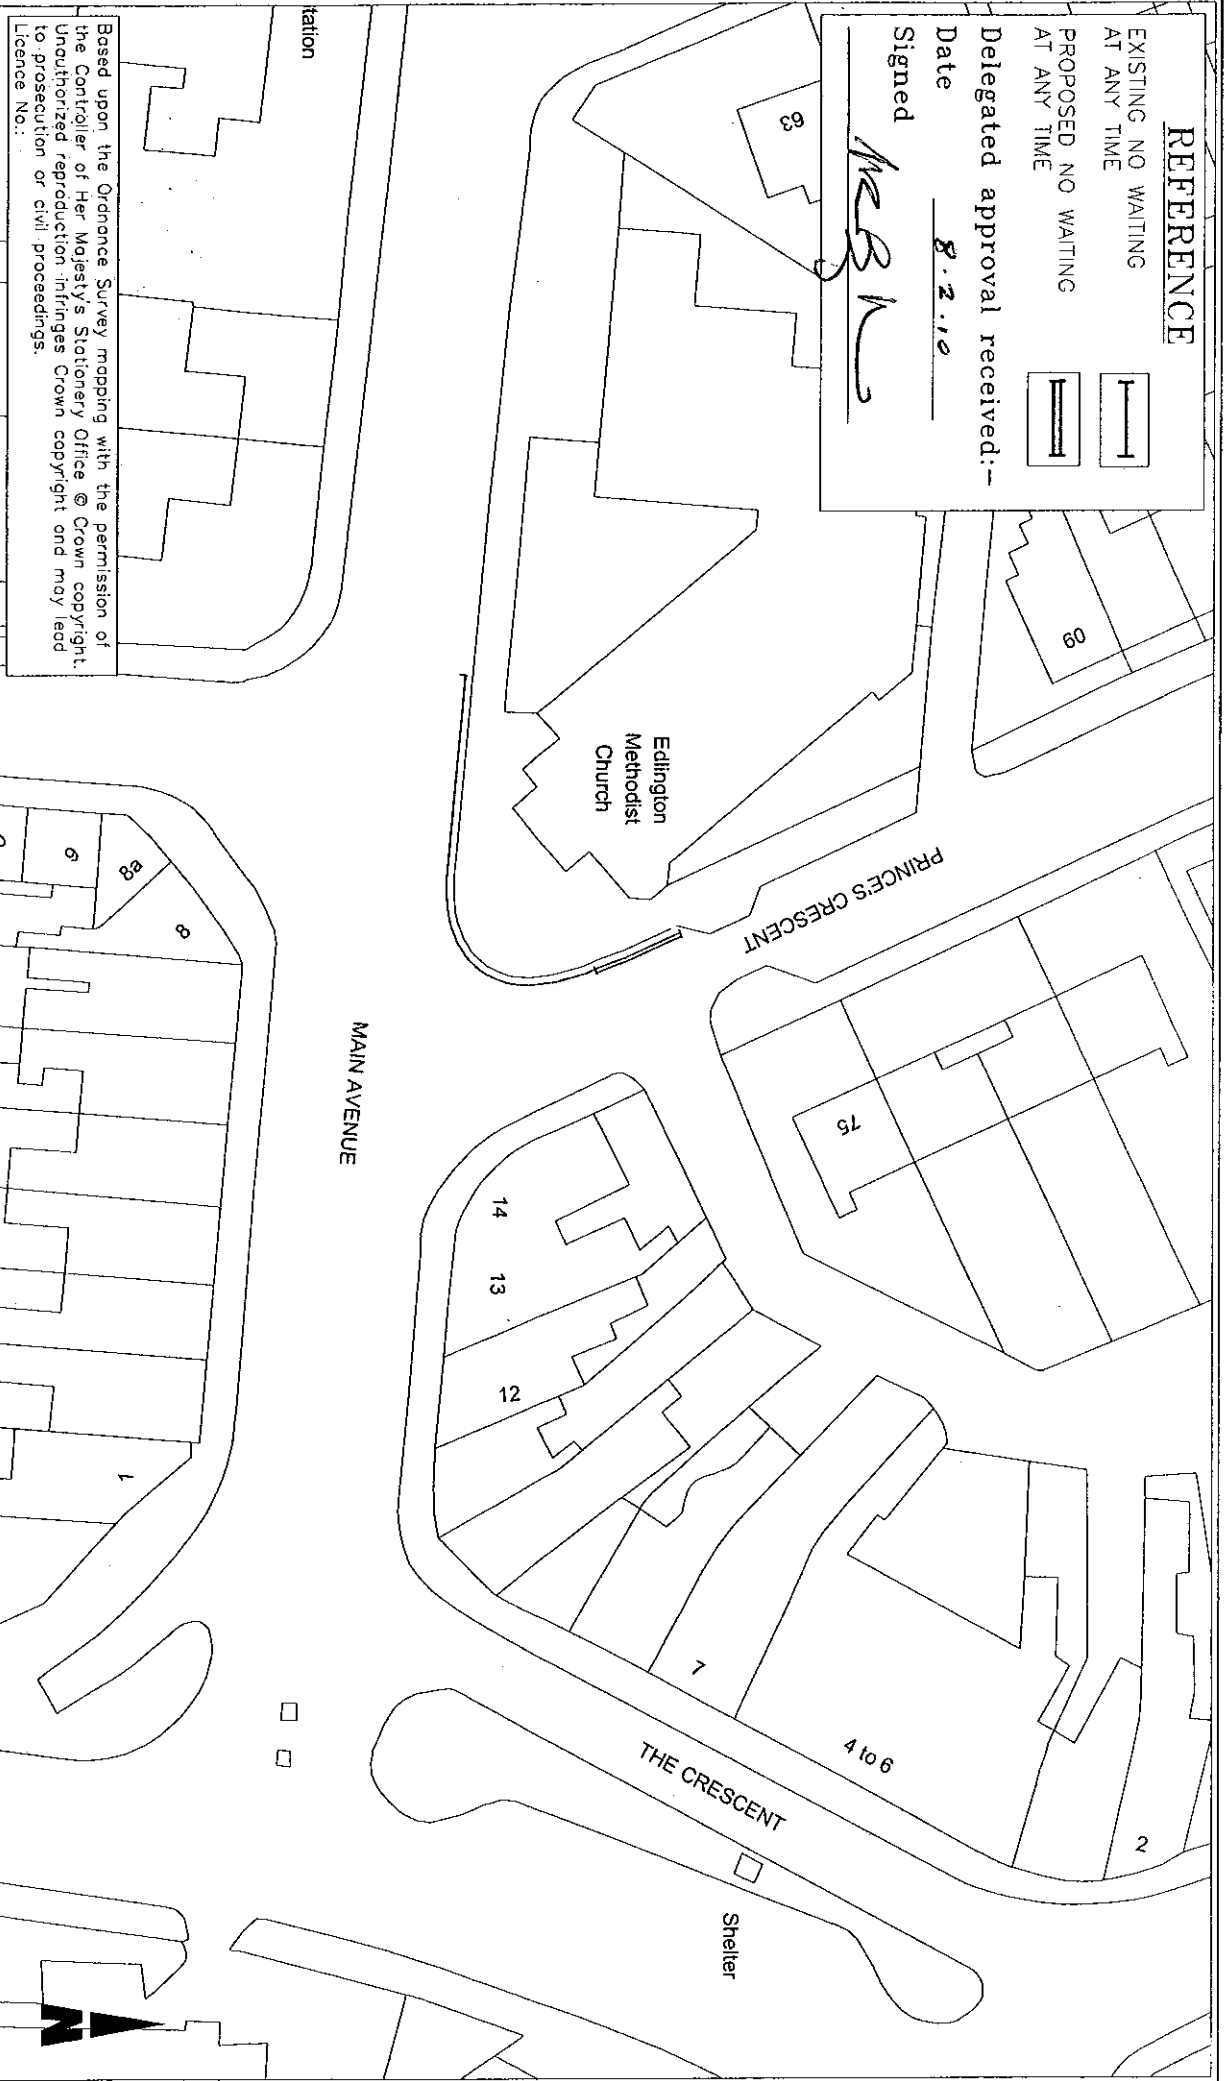 REFERENCE
EXISTING NO WAITING
AT ANY TIME
PROPOSED NO WAITING
AT ANY TIME
Delegated approval received:-
Date 8.2.10
Signed
63
60
Edlington
Methodist
Church
PRINCE'S CRESCENT
75
14
13
12
7
4 to 6
2
THE CRESCENT
Shelter
MAIN AVENUE
tation
9
8a
8
1
N
Based upon the Ordnance Survey mapping with the permission of
the Controller of Her Majesty's Stationery Office © Crown copyright.
Unauthorized reproduction infringes Crown copyright and may lead
to prosecution or civil proceedings.
Licence No.: